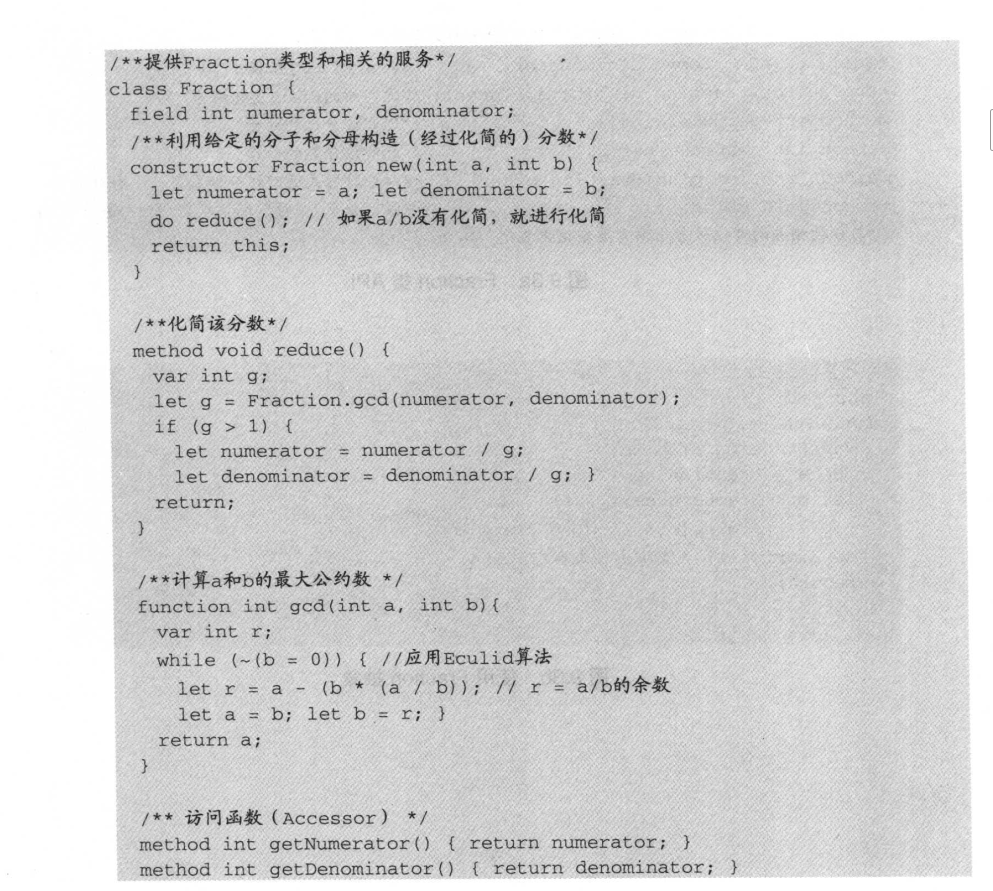 /**提供Fraction类型和相关的服务*/
class Fraction {
field int numerator, denominator;
/**利用给定的分子和分母构造（经过化简的）分数*/
constructor Fraction new(int a, int b) {
let numerator = a; let denominator = b;
do reduce(); // 如果a/b没有化简，就进行化简
return this;
}
/**化简该分数*/
method void reduce() {
var int g;
let g = Fraction.gcd(numerator, denominator);
if (g > 1) {
let numerator = numerator / g;
let denominator = denominator / g; }
return;
}
/**计算a和b的最大公约数 */
function int gcd(int a, int b){
var int r;
while (~(b = 0)) { //应用Eculid算法
let r = a - (b * (a / b)); // r = a/b的余数
let a = b; let b = r; }
return a;
}
/** 访问函数（Accessor） */
method int getNumerator() { return numerator; }
method int getDenominator() { return denominator; }